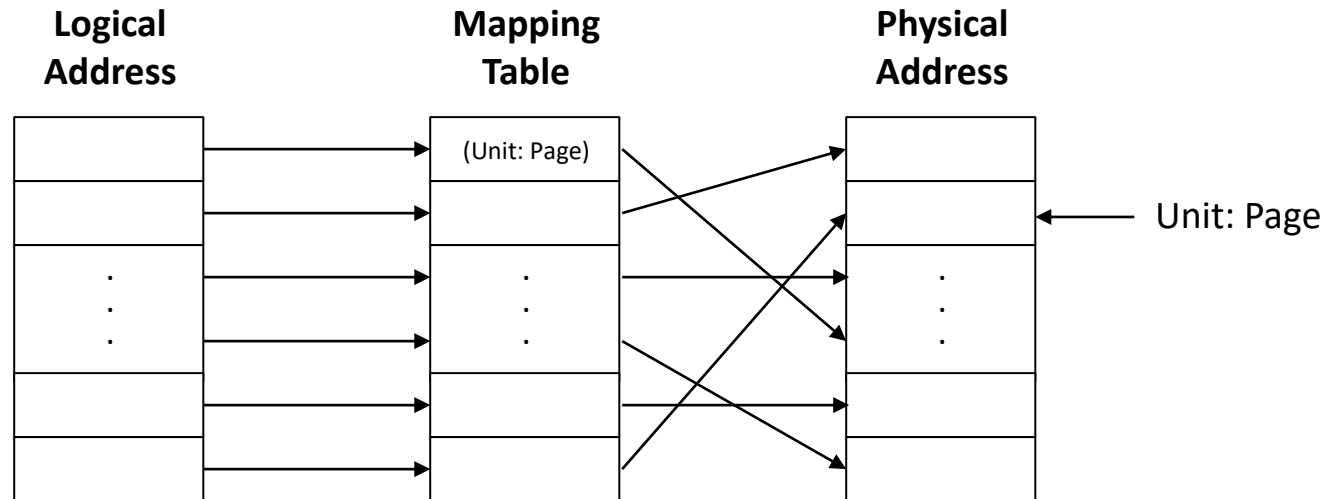 Logical
Address
Mapping
Table
Physical
Address
(Unit: Page)
Unit: Page
.
.
.
.
.
.
.
.
.